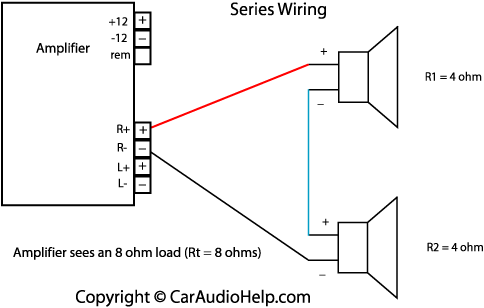 Series Wiring
+12 +
-12 −
rem
Amplifier
+
R1 = 4 ohm
−
R+ +
R- −
L+ +
L- −
+
R2 = 4 ohm
−
Amplifier sees an 8 ohm load (Rt = 8 ohms)
Copyright © CarAudioHelp.com